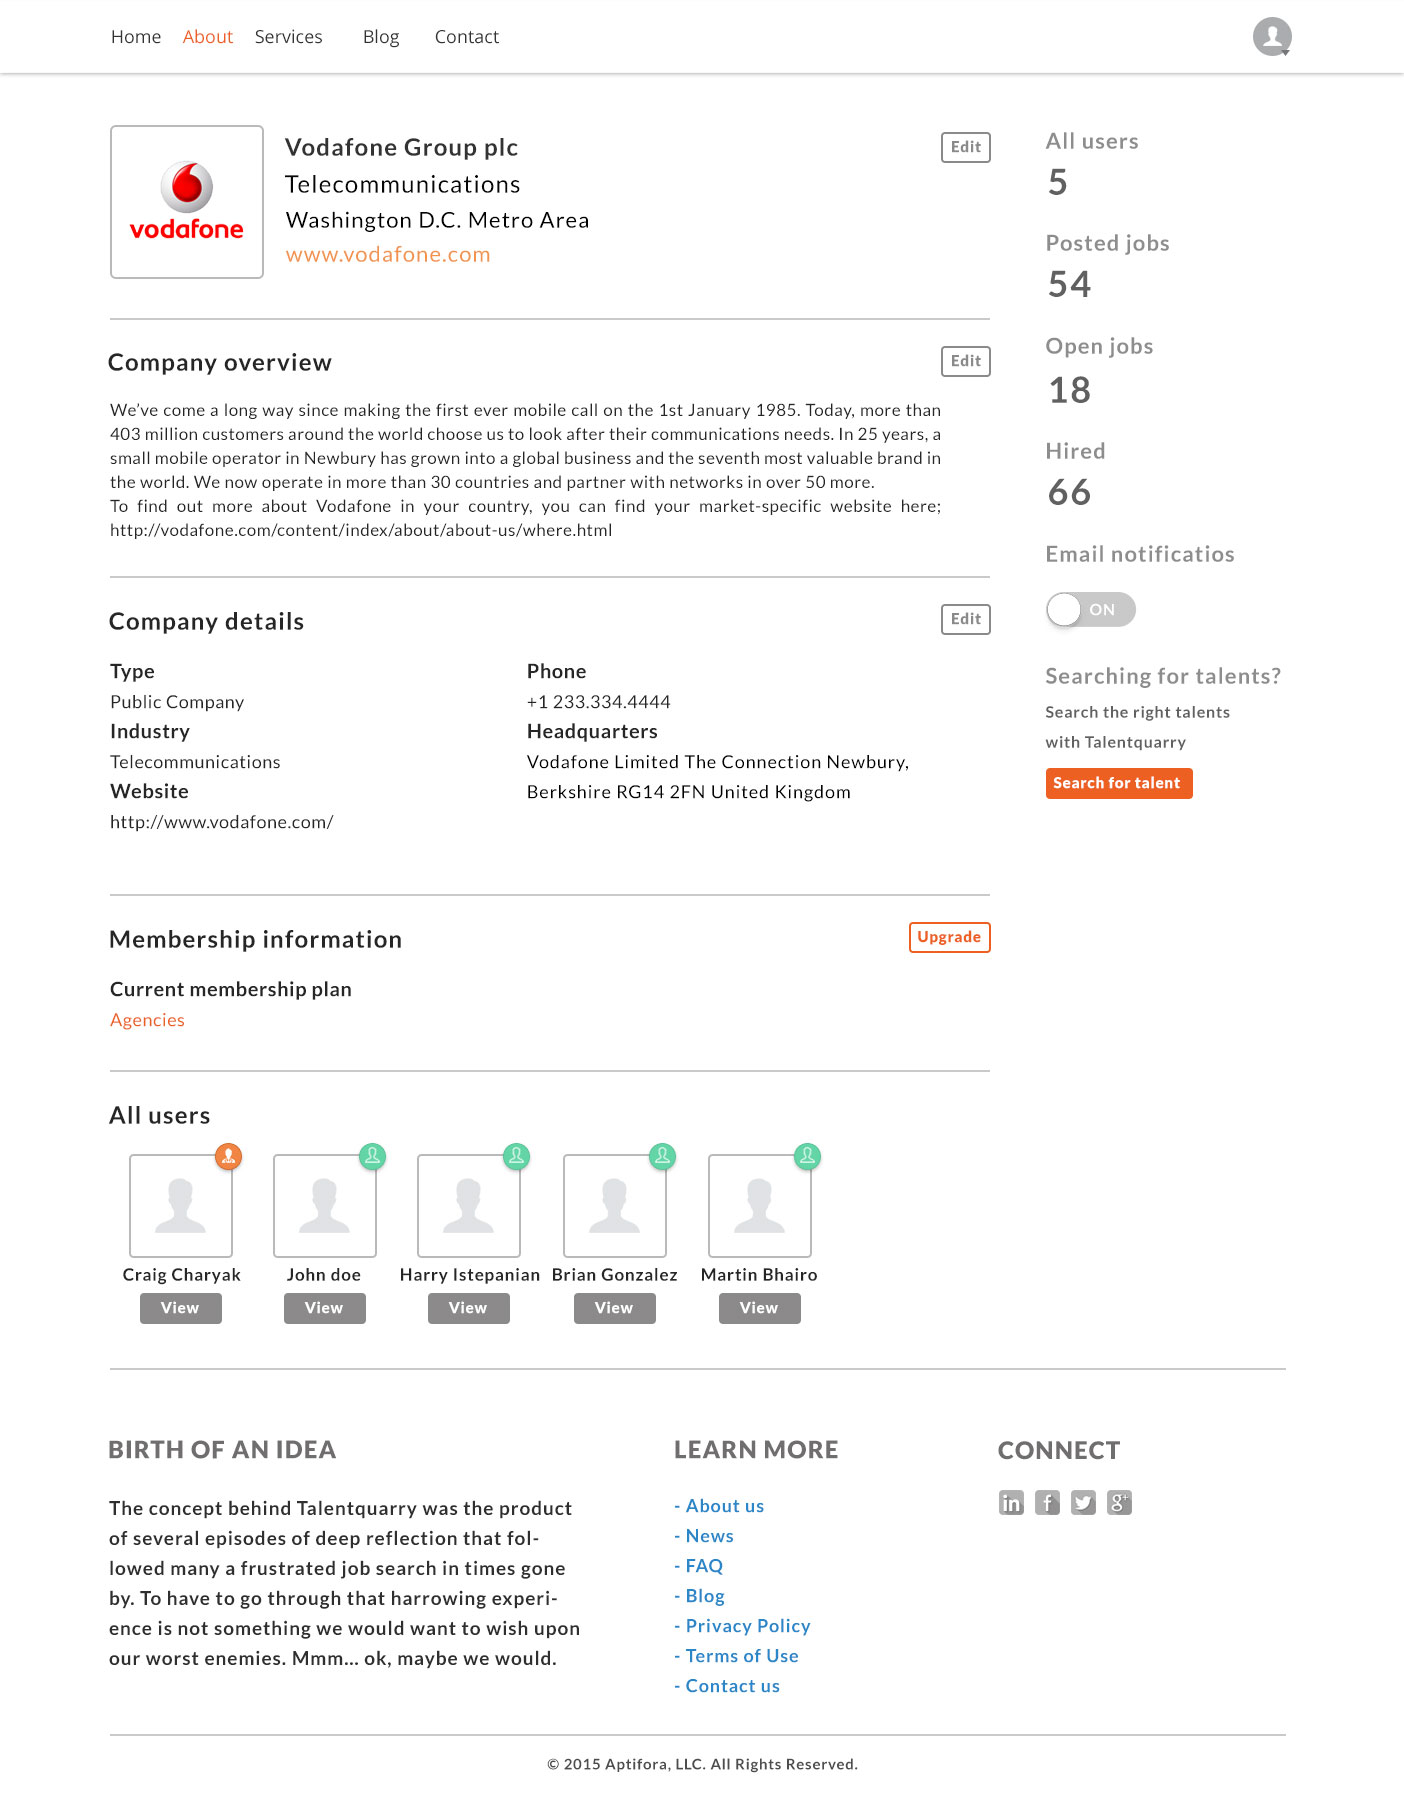 Home About Services Blog Contact
vodafone
Vodafone Group plc
Telecommunications
Washington D.C. Metro Area
www.vodafone.com
Edit
Company overview
Edit
We’ve come a long way since making the first ever mobile call on the 1st January 1985. Today, more than
403 million customers around the world choose us to look after their communications needs. In 25 years, a
small mobile operator in Newbury has grown into a global business and the seventh most valuable brand in
the world. We now operate in more than 30 countries and partner with networks in over 50 more.
To find out more about Vodafone in your country, you can find your market-specific website here;
http://vodafone.com/content/index/about/about-us/where.html
Company details
Edit
Type
Public Company
Industry
Telecommunications
Website
http://www.vodafone.com/
Phone
+1 233.334.4444
Headquarters
Vodafone Limited The Connection Newbury,
Berkshire RG14 2FN United Kingdom
Membership information
Upgrade
Current membership plan
Agencies
All users
Craig Charyak
View
John doe
View
Harry Istepanian
View
Brian Gonzalez
View
Martin Bhairo
View
All users
5
Posted jobs
54
Open jobs
18
Hired
66
Email notificatios
ON
Searching for talents?
Search the right talents
with Talentquarry
Search for talent
BIRTH OF AN IDEA
The concept behind Talentquarry was the product
of several episodes of deep reflection that fol-
lowed many a frustrated job search in times gone
by. To have to go through that harrowing experi-
ence is not something we would want to wish upon
our worst enemies. Mmm... ok, maybe we would.
LEARN MORE
- About us
- News
- FAQ
- Blog
- Privacy Policy
- Terms of Use
- Contact us
CONNECT
in f g+
© 2015 Aptifora, LLC. All Rights Reserved.